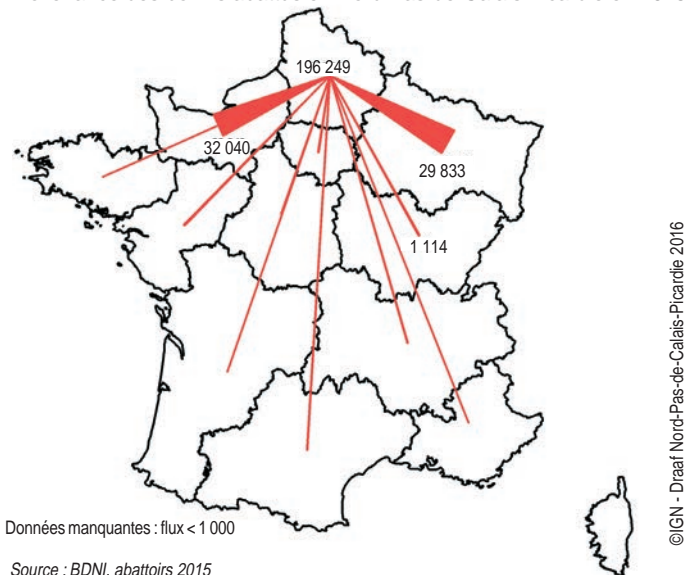 196 249
32 040
29 833
1 114
Données manquantes : flux < 1 000
Source : BDNI, abattoirs 2015
©IGN - Draaf Nord-Pas-de-Calais-Picardie 2016